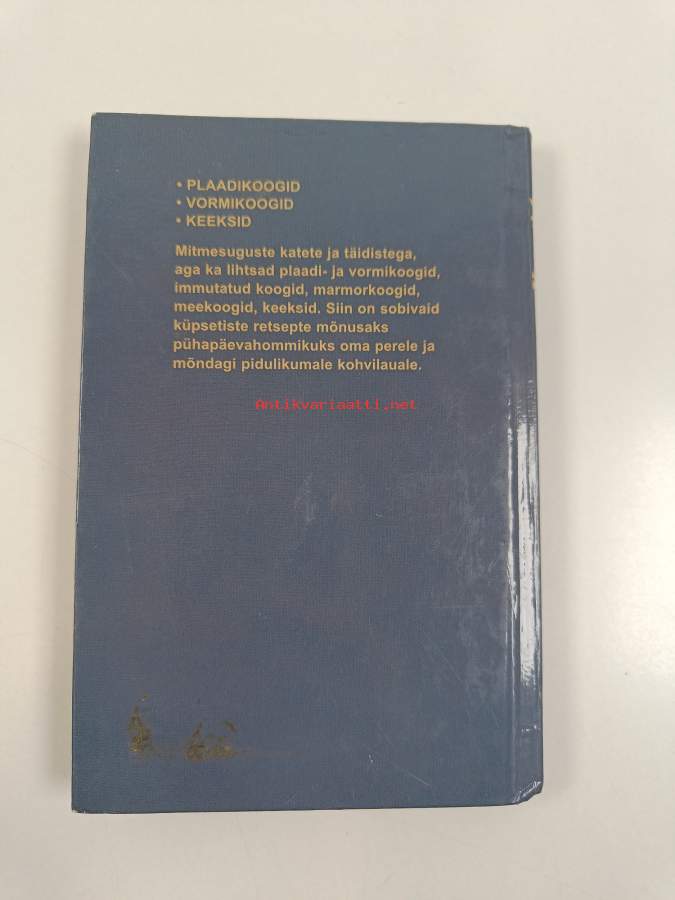 • PLAADIKOOGID
• VORMIKOOGID
• KEEKSID
Mitmesuguste katete ja täidistega,
aga ka lihtsad plaadi- ja vormikoogid,
immutatud koogid, marmorkoogid,
meekoogid, keeksid. Siin on sobivaid
küpsetiste retsepte mõnusaks
pühapäevahommikuks oma perele ja
mõndagi pidulikumale kohvilauale.
Antikvariaatti.net